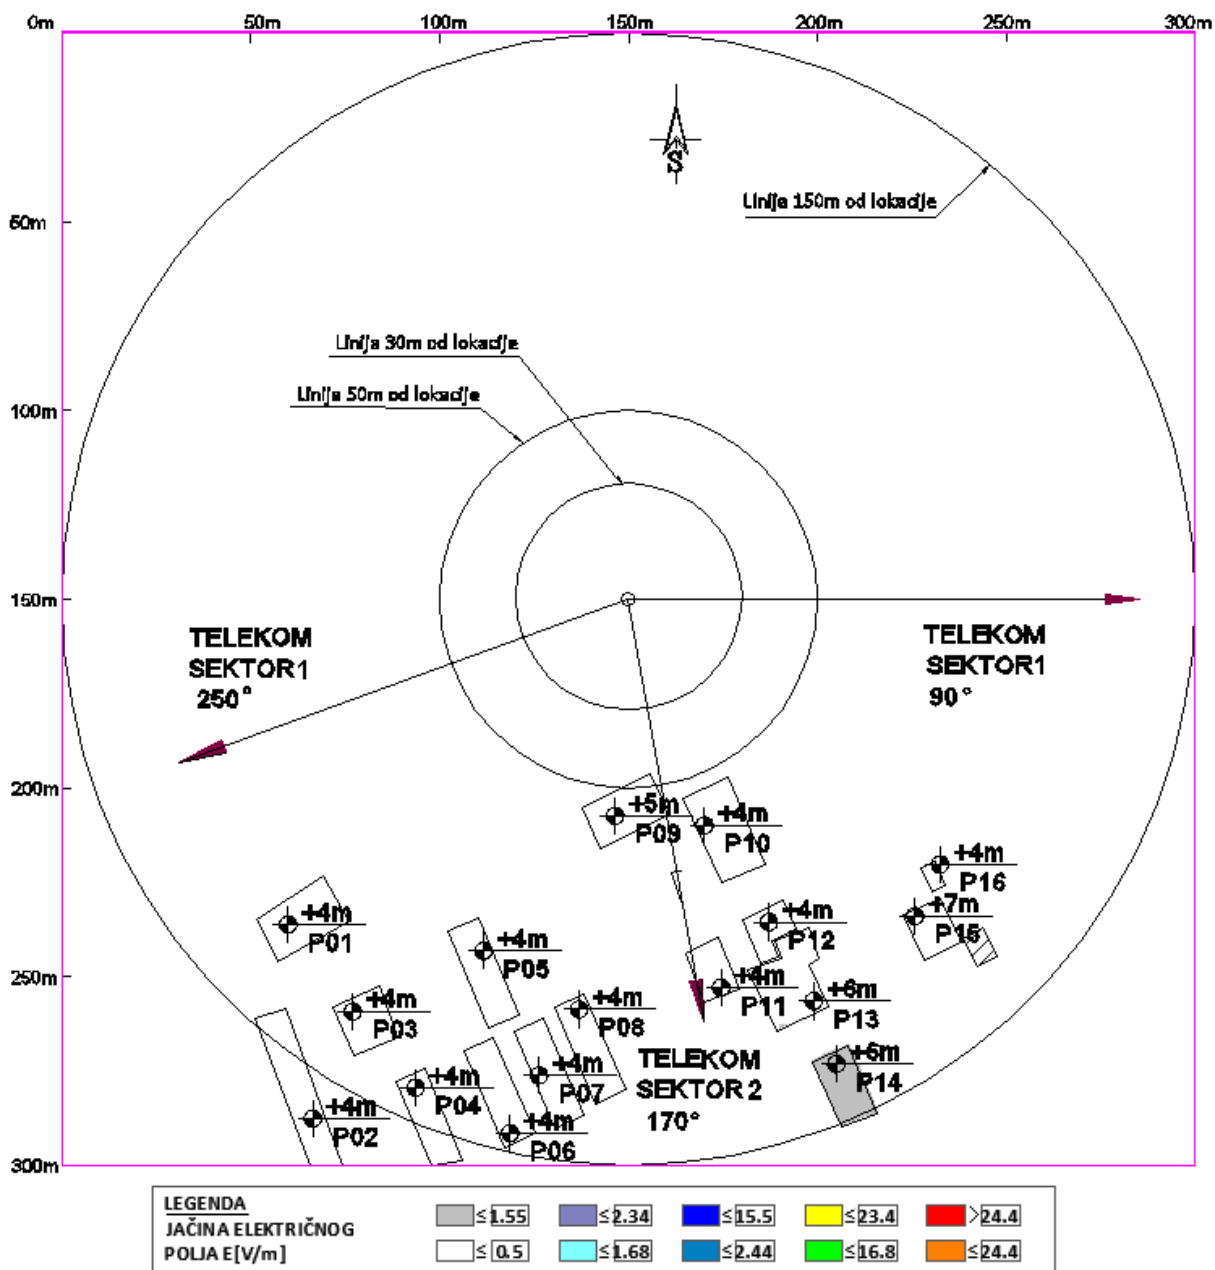 0m 50m 100m 150m 200m 250m 300m
S
Linija 150m od lokacije
50m
Linija 30m od lokacije
Linija 50m od lokacije
100m
150m
TELEKOM
SEKTOR1
250°
TELEKOM
SEKTOR1
90°
200m
+5m
P09
+4m
P10
+4m
P16
+4m
P01
+4m
P12
+7m
P15
+4m
P05
250m
+4m
P11
+6m
P13
+4m
P03
+4m
P08
TELEKOM
SEKTOR 2
170°
+5m
P14
+4m
P04
+4m
P07
+4m
P02
+4m
P06
300m
LEGENDA
JAČINA ELEKTRIČNOG
POLJA E[V/m]
≤1.55 ≤2.34 ≤15.5 ≤23.4 >24.4
≤ 0.5 ≤1.68 ≤2.44 ≤16.8 ≤24.4